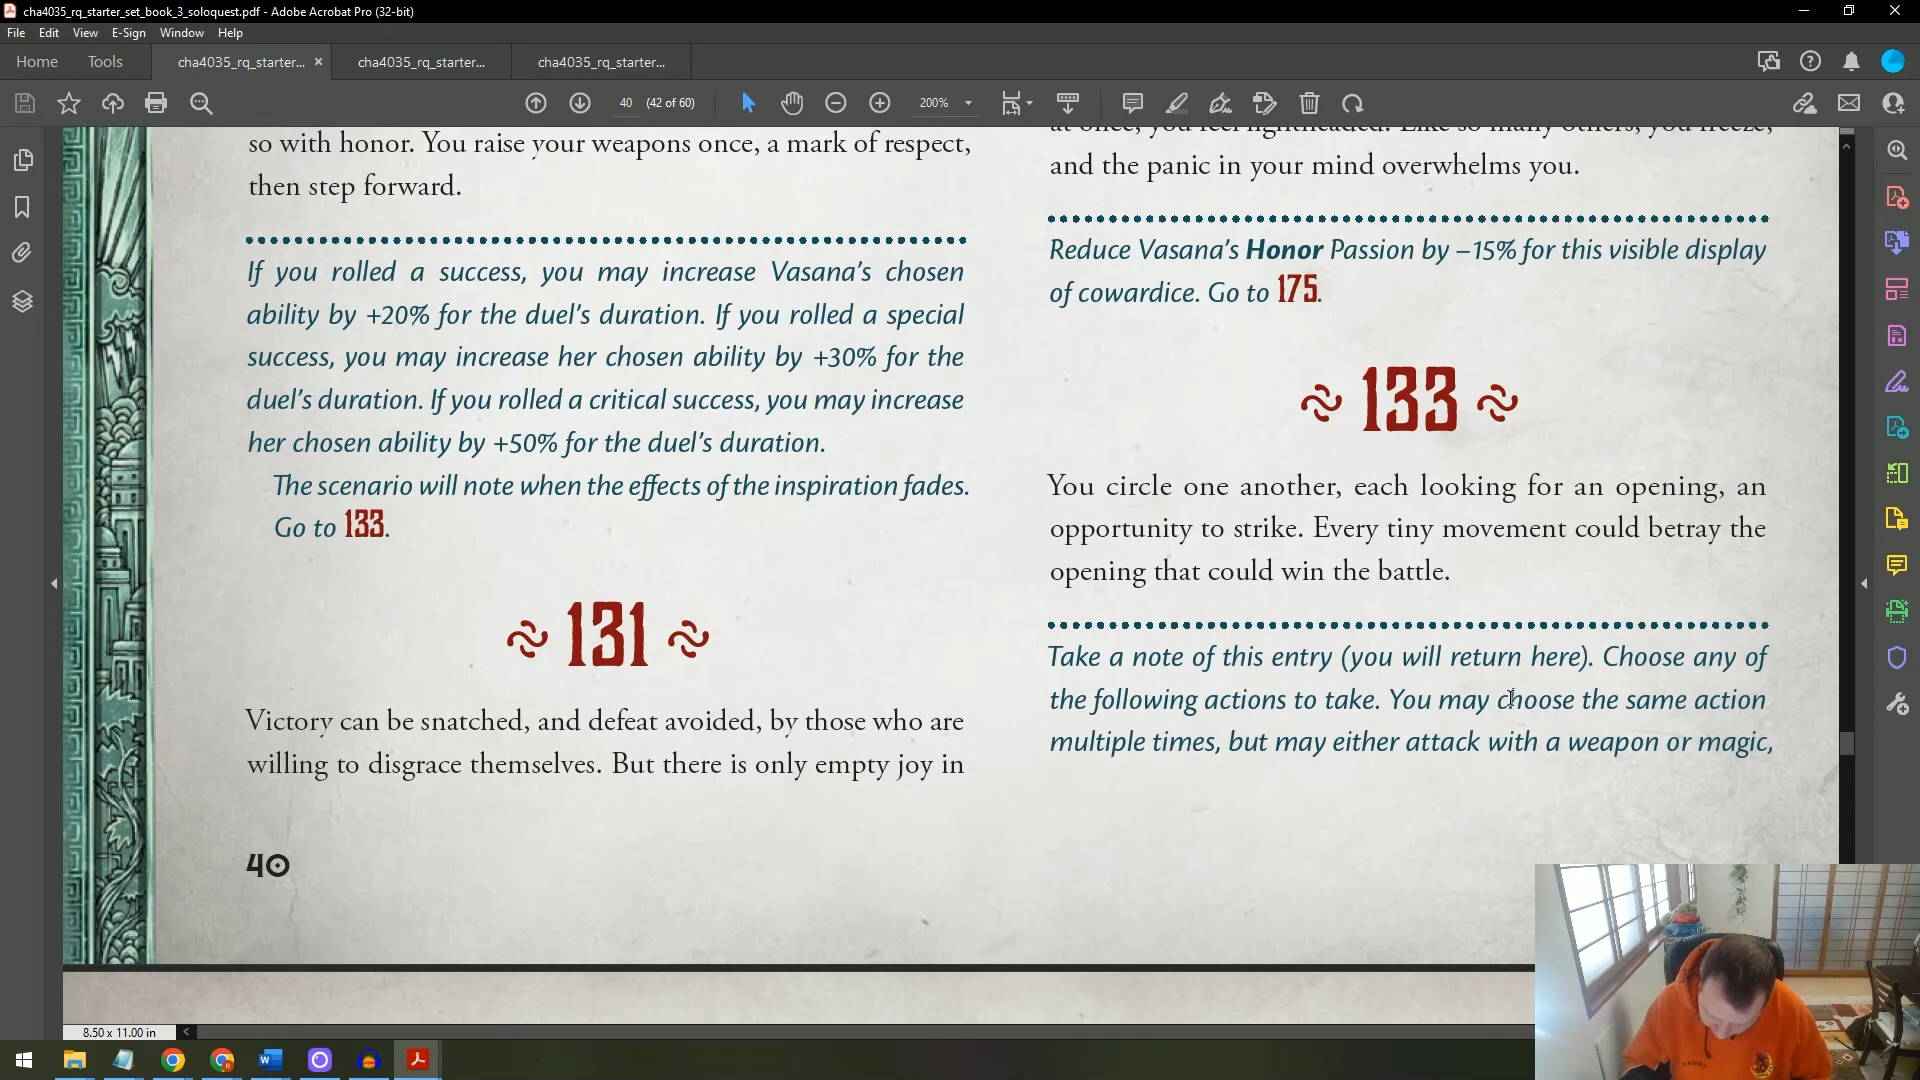 cha4035_rq_starter_set_book_3_soloquest.pdf - Adobe Acrobat Pro (32-bit)
File Edit View E-Sign Window Help
Home Tools cha4035_rq_starter... × cha4035_rq_starter... cha4035_rq_starter...
40 (42 of 60) 200%
so with honor. You raise your weapons once, a mark of respect,
then step forward.
If you rolled a success, you may increase Vasana's chosen
ability by +20% for the duel's duration. If you rolled a special
success, you may increase her chosen ability by +30% for the
duel's duration. If you rolled a critical success, you may increase
her chosen ability by +50% for the duel's duration.
The scenario will note when the effects of the inspiration fades.
Go to 133.
131
Victory can be snatched, and defeat avoided, by those who are
willing to disgrace themselves. But there is only empty joy in
40
at once, you feel lightheaded. Like so many others, you freeze,
and the panic in your mind overwhelms you.
Reduce Vasana's Honor Passion by –15% for this visible display
of cowardice. Go to 175.
133
You circle one another, each looking for an opening, an
opportunity to strike. Every tiny movement could betray the
opening that could win the battle.
Take a note of this entry (you will return here). Choose any of
the following actions to take. You may choose the same action
multiple times, but may either attack with a weapon or magic,
8.50 x 11.00 in